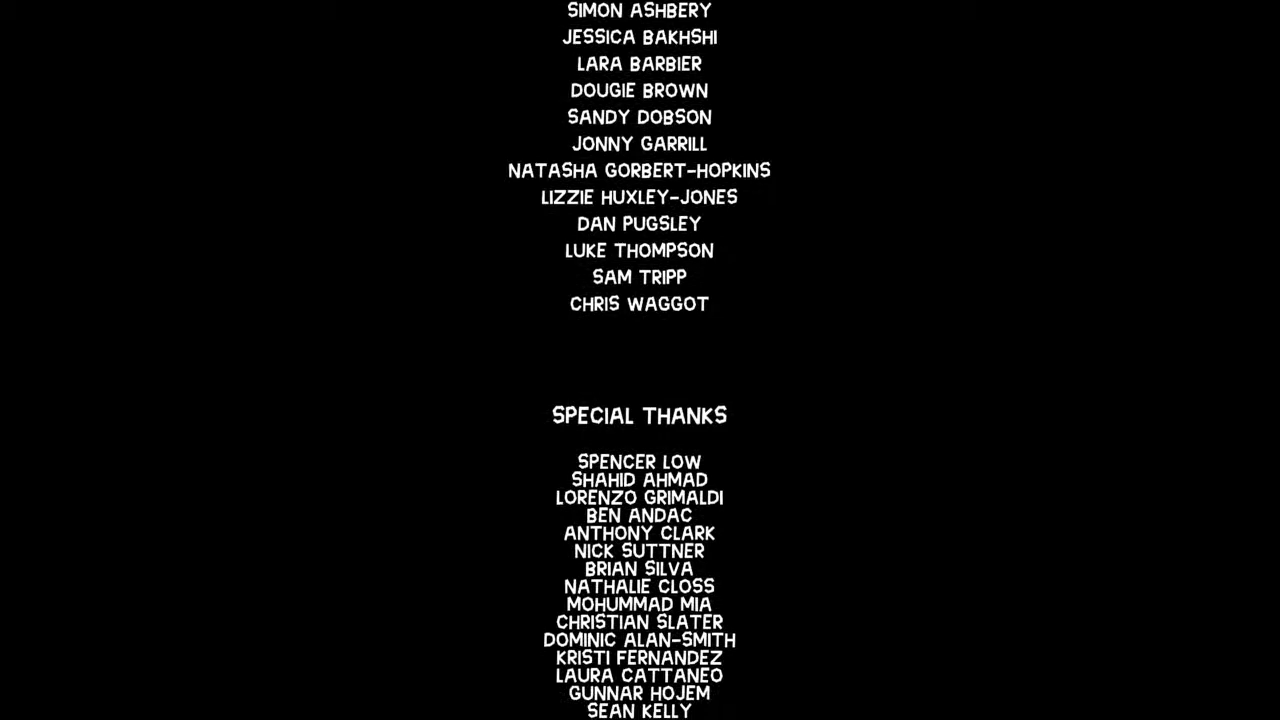 SIMON ASHBERY
JESSICA BAKHSHI
LARA BARBIER
DOUGIE BROWN
SANDY DOBSON
JONNY GARRILL
NATASHA GORBERT-HOPKINS
LIZZIE HUXLEY-JONES
DAN PUGSLEY
LUKE THOMPSON
SAM TRIPP
CHRIS WAGGOT
SPECIAL THANKS
SPENCER LOW
SHAHID AHMAD
LORENZO GRIMALDI
BEN ANDAC
ANTHONY CLARK
NICK SUTTNER
BRIAN SILVA
NATHALIE CLOSS
MOHUMMAD MIA
CHRISTIAN SLATER
DOMINIC ALAN-SMITH
KRISTI FERNANDEZ
LAURA CATTANEO
GUNNAR HOJEM
SEAN KELLY